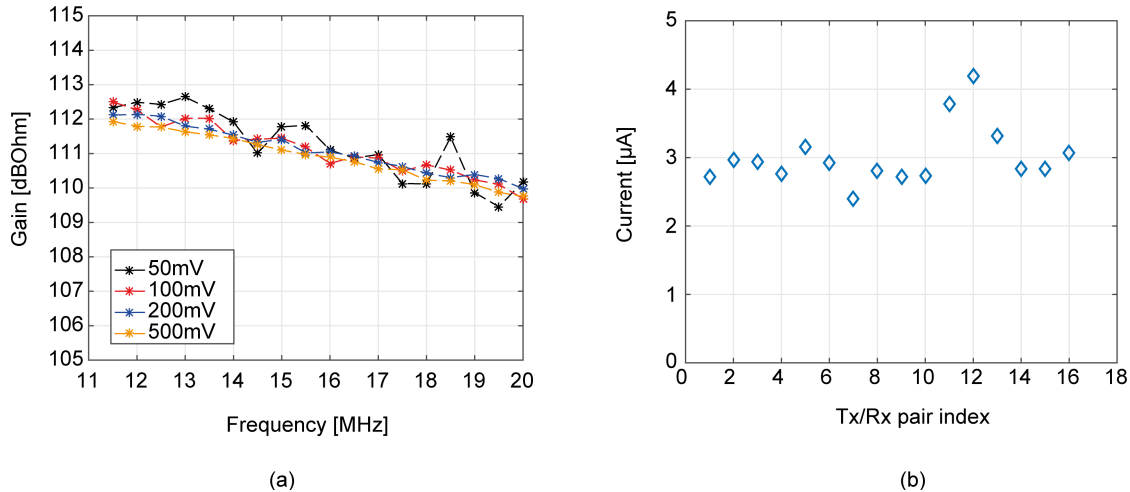 115
114
113
112
111
110
109
108
107
106
105
Gain [dBOhm]
50mV
100mV
200mV
500mV
11 12 13 14 15 16 17 18 19 20
Frequency [MHz]
(a)
5
4
3
2
1
0
Current [µA]
0 2 4 6 8 10 12 14 16 18
Tx/Rx pair index
(b)